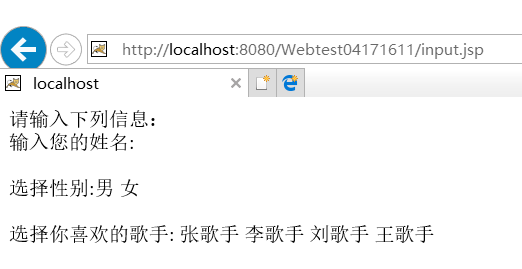 http://localhost:8080/Webtest04171611/input.jsp
localhost
请输入下列信息：
输入您的姓名:
选择性别:男 女
选择你喜欢的歌手: 张歌手 李歌手 刘歌手 王歌手